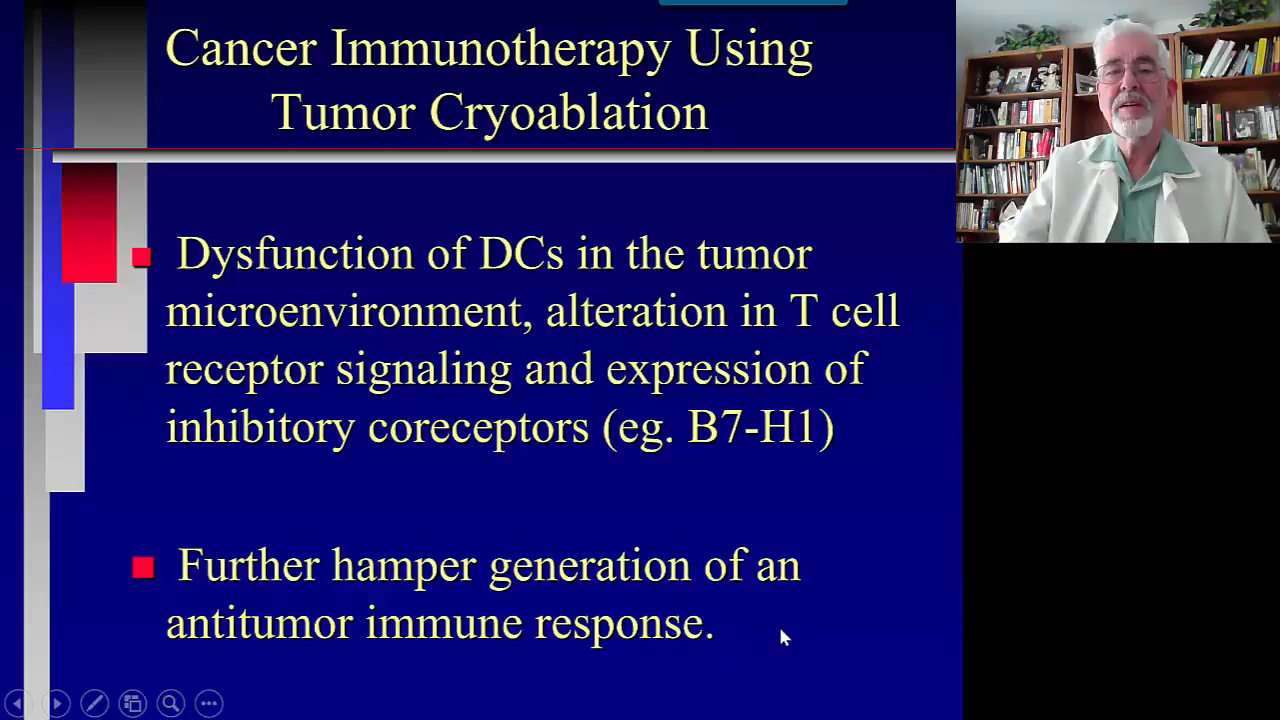 Cancer Immunotherapy Using
Tumor Cryoablation
Dysfunction of DCs in the tumor
microenvironment, alteration in T cell
receptor signaling and expression of
inhibitory coreceptors (eg. B7-H1)
Further hamper generation of an
antitumor immune response.